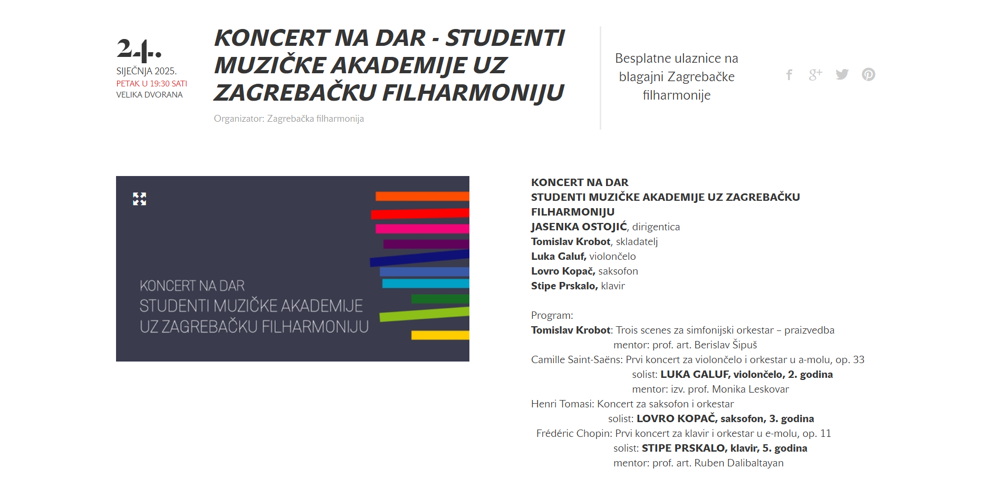 24.
SIJEČNJA 2025.
PETAK U 19:30 SATI
VELIKA DVORANA
KONCERT NA DAR - STUDENTI
MUZIČKE AKADEMIJE UZ
ZAGREBAČKU FILHARMONIJU
Organizator: Zagrebačka filharmonija
Besplatne ulaznice na
blagajni Zagrebačke
filharmonije
KONCERT NA DAR
STUDENTI MUZIČKE AKADEMIJE
UZ ZAGREBAČKU FILHARMONIJU
KONCERT NA DAR
STUDENTI MUZIČKE AKADEMIJE UZ ZAGREBAČKU
FILHARMONIJU
JASENKA OSTOJIĆ, dirigentica
Tomislav Krobot, skladatelj
Luka Galuf, violončelo
Lovro Kopač, saksofon
Stipe Prskalo, klavir
Program:
Tomislav Krobot: Trois scenes za simfonijski orkestar – praizvedba
mentor: prof. art. Berislav Šipuš
Camille Saint-Saëns: Prvi koncert za violončelo i orkestar u a-molu, op. 33
solist: LUKA GALUF, violončelo, 2. godina
mentor: izv. prof. Monika Leskovar
Henri Tomasi: Koncert za saksofon i orkestar
solist: LOVRO KOPAČ, saksofon, 3. godina
Frédéric Chopin: Prvi koncert za klavir i orkestar u e-molu, op. 11
solist: STIPE PRSKALO, klavir, 5. godina
mentor: prof. art. Ruben Dalibaltayan